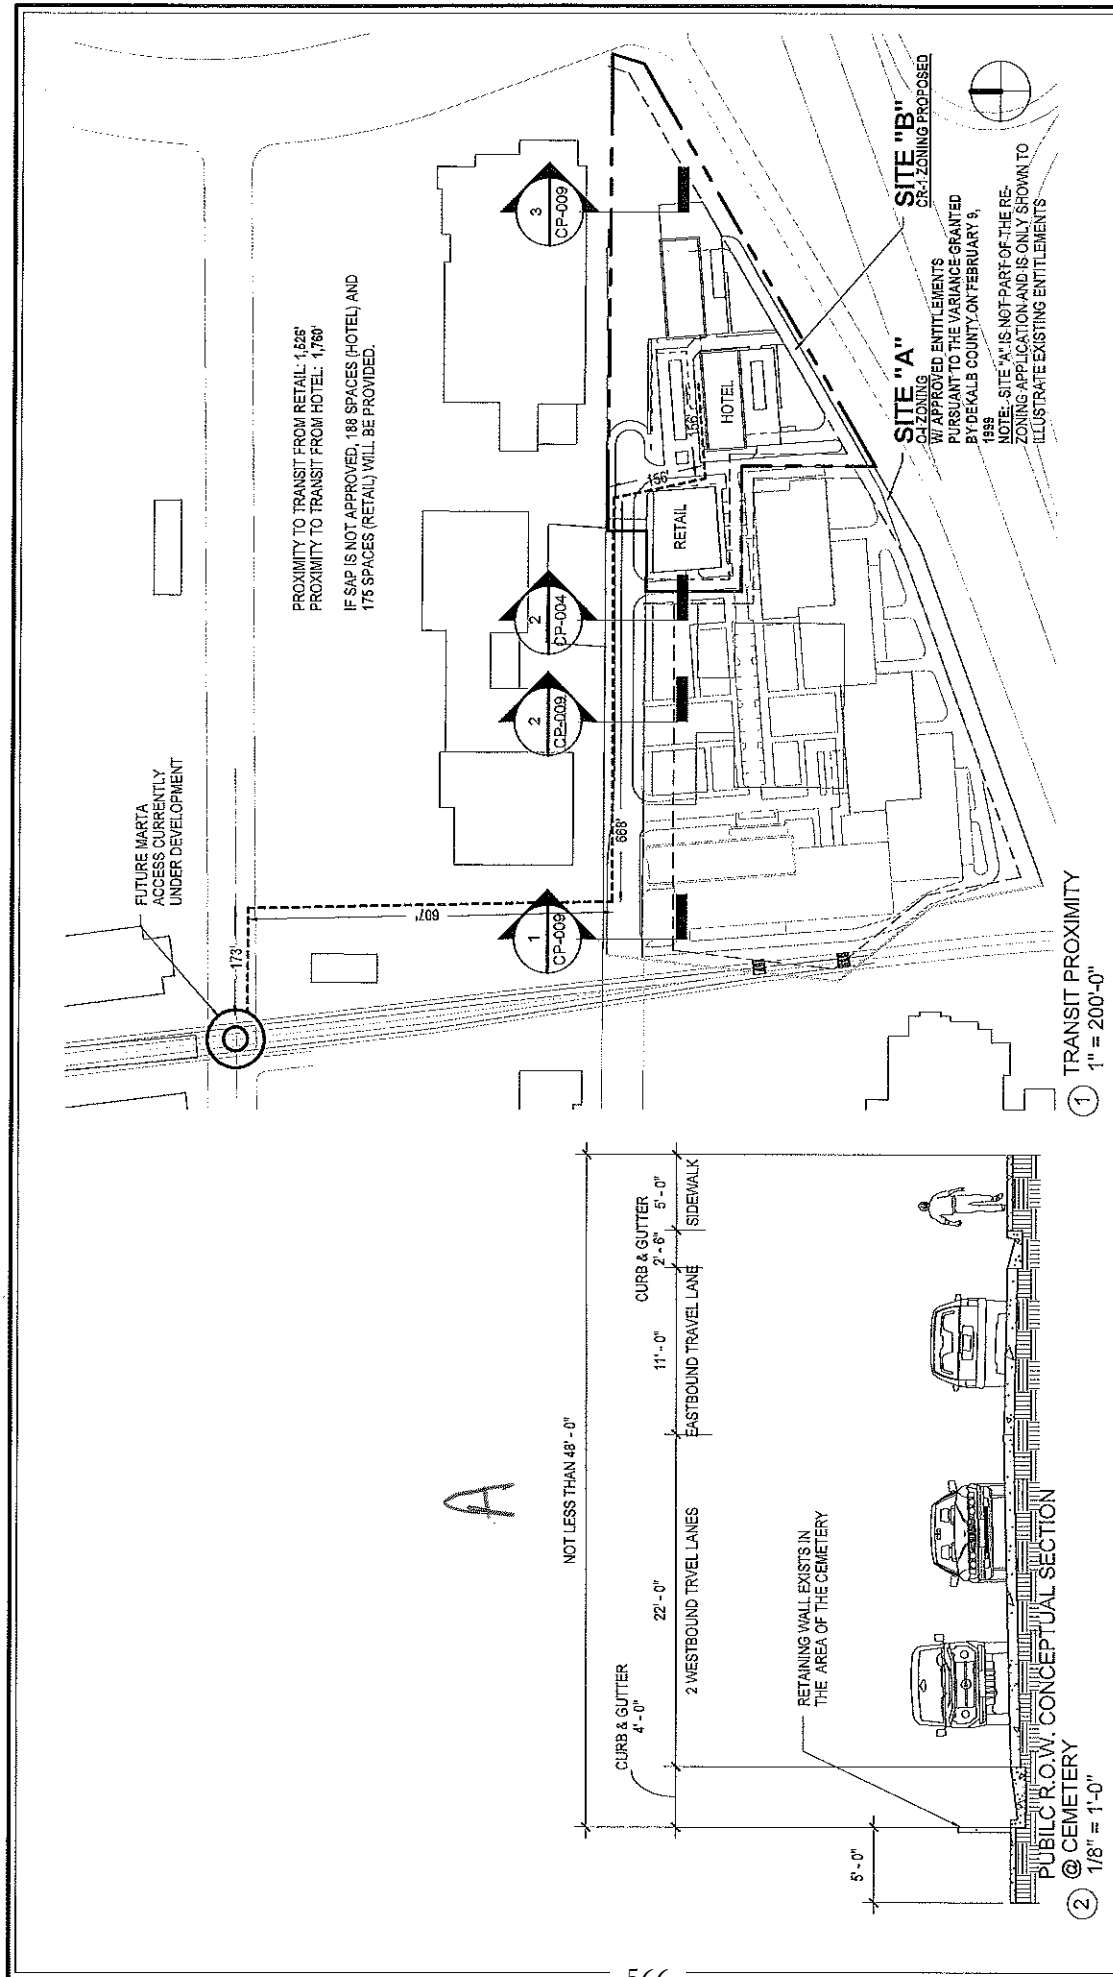 FUTURE MARTA
ACCESS CURRENTLY
UNDER DEVELOPMENT
173'
607'
668'
156'
156'
PROXIMITY TO TRANSIT FROM RETAIL: 1,626'
PROXIMITY TO TRANSIT FROM HOTEL: 1,760'
IF SAP IS NOT APPROVED, 188 SPACES (HOTEL) AND
175 SPACES (RETAIL) WILL BE PROVIDED.
1
CP-009
2
CP-009
2
CP-004
3
CP-009
RETAIL
HOTEL
SITE "A"
O-I ZONING
W/ APPROVED ENTITLEMENTS
PURSUANT TO THE VARIANCE GRANTED
BY DEKALB COUNTY ON FEBRUARY 9,
1999
NOTE: SITE "A" IS NOT PART OF THE RE-
ZONING APPLICATION AND IS ONLY SHOWN TO
ILLUSTRATE EXISTING ENTITLEMENTS
SITE "B"
CR-1 ZONING PROPOSED
1 TRANSIT PROXIMITY
1" = 200'-0"
A
NOT LESS THAN 48' - 0"
CURB & GUTTER
4' - 0"
22' - 0"
2 WESTBOUND TRVEL LANES
11' - 0"
EASTBOUND TRAVEL LANE
CURB & GUTTER
2' - 6"
5' - 0"
SIDEWALK
RETAINING WALL EXISTS IN
THE AREA OF THE CEMETERY
5' - 0"
PUBILC R.O.W. CONCEPTUAL SECTION
@ CEMETERY
2 1/8" = 1'-0"